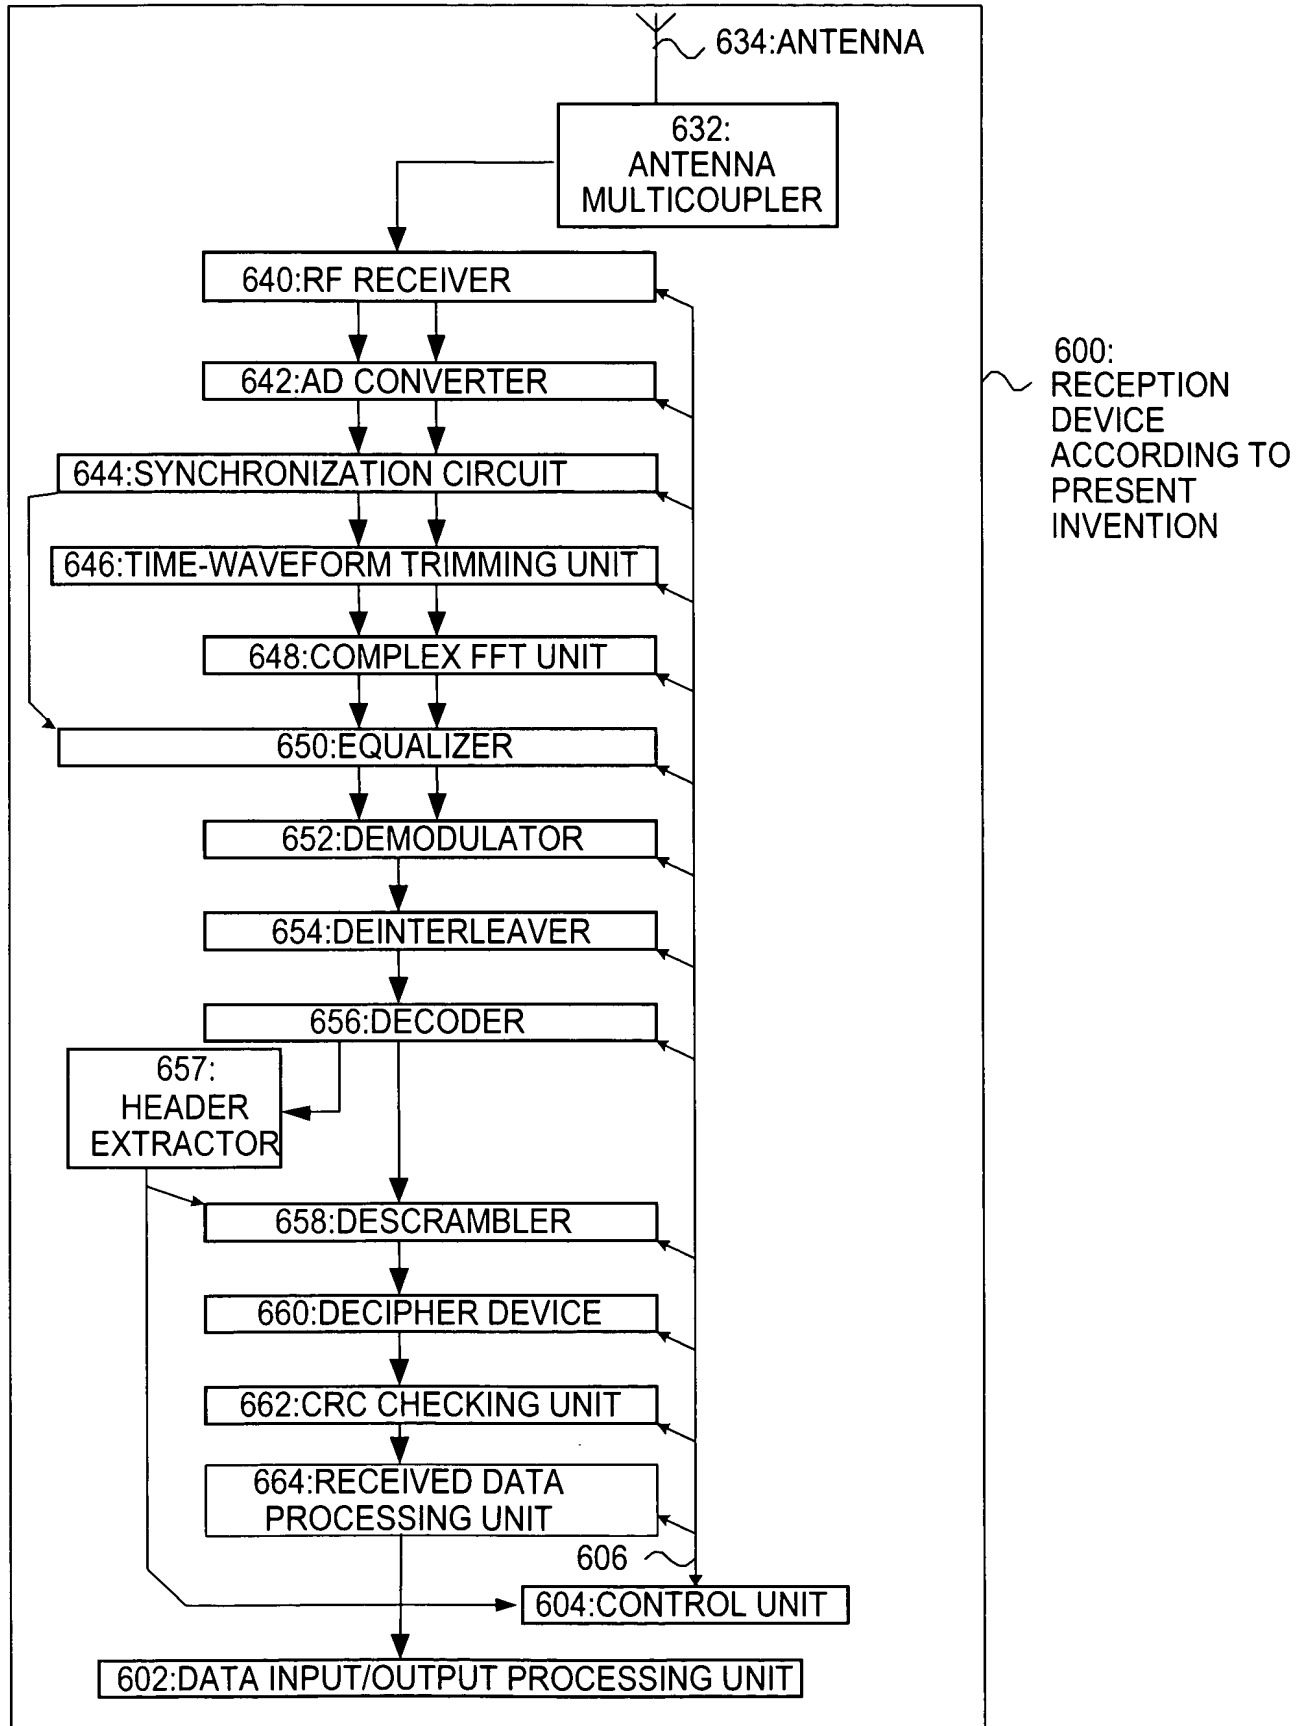 634:ANTENNA
632:
ANTENNA
MULTICOUPLER
640:RF RECEIVER
642:AD CONVERTER
600:
RECEPTION
DEVICE
ACCORDING TO
PRESENT
INVENTION
644:SYNCHRONIZATION CIRCUIT
646:TIME-WAVEFORM TRIMMING UNIT
648:COMPLEX FFT UNIT
650:EQUALIZER
652:DEMODULATOR
654:DEINTERLEAVER
656:DECODER
657:
HEADER
EXTRACTOR
658:DESCRAMBLER
660:DECIPHER DEVICE
662:CRC CHECKING UNIT
664:RECEIVED DATA
PROCESSING UNIT
606
604:CONTROL UNIT
602:DATA INPUT/OUTPUT PROCESSING UNIT